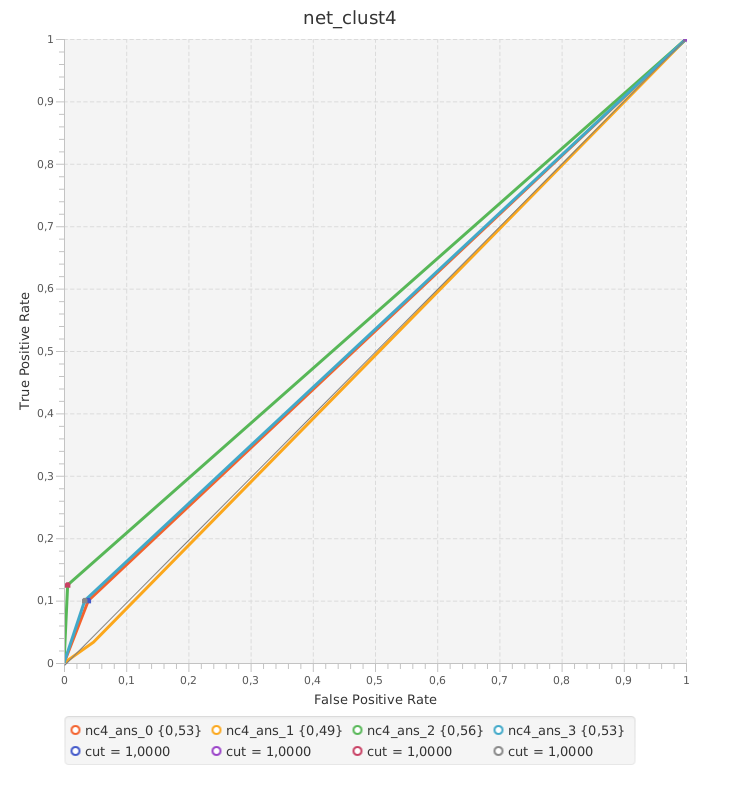 net_clust4
1
0,9
0,8
0,7
0,6
0,5
0,4
0,3
0,2
0,1
0
True Positive Rate
0 0,1 0,2 0,3 0,4 0,5 0,6 0,7 0,8 0,9 1
False Positive Rate
nc4_ans_0 {0,53} nc4_ans_1 {0,49} nc4_ans_2 {0,56} nc4_ans_3 {0,53}
cut = 1,0000 cut = 1,0000 cut = 1,0000 cut = 1,0000